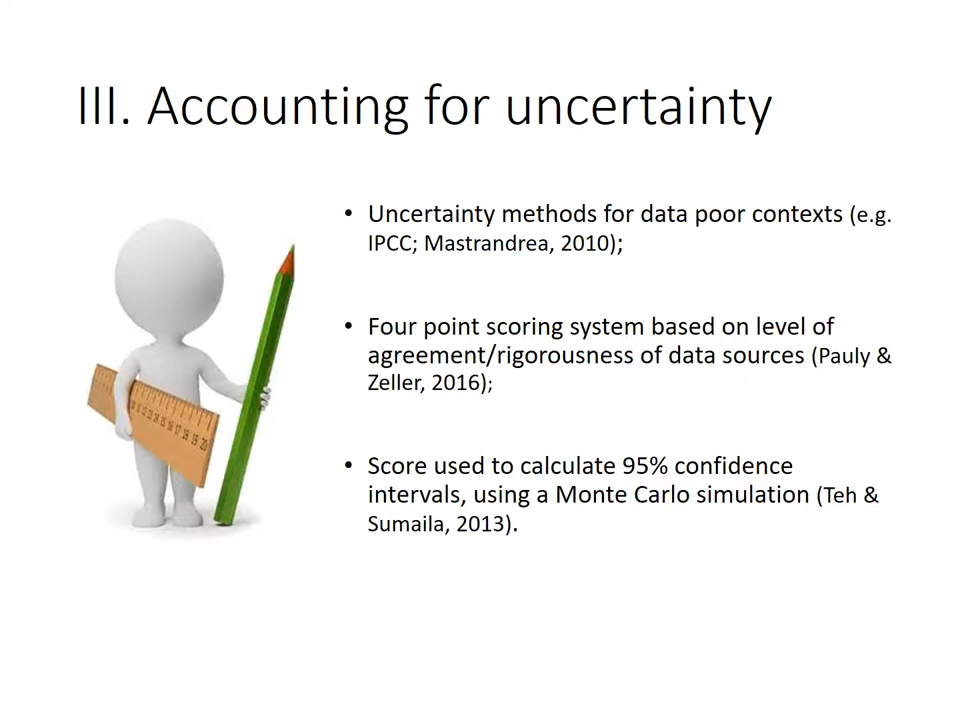 III. Accounting for uncertainty
• Uncertainty methods for data poor contexts (e.g.
IPCC; Mastrandrea, 2010);
• Four point scoring system based on level of
agreement/rigorousness of data sources (Pauly &
Zeller, 2016);
• Score used to calculate 95% confidence
intervals, using a Monte Carlo simulation (Teh &
Sumaila, 2013).